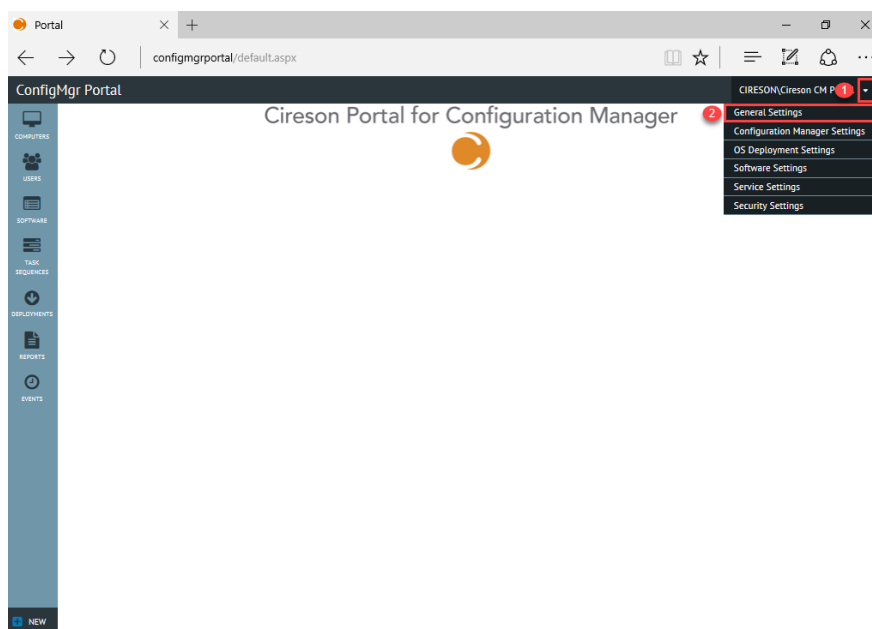 Portal
configmgrportal/default.aspx
ConfigMgr Portal
CIRESON\Cireson CM P
1
Cireson Portal for Configuration Manager
2
General Settings
Configuration Manager Settings
OS Deployment Settings
Software Settings
Service Settings
Security Settings
COMPUTERS
USERS
SOFTWARE
TASK
SEQUENCES
DEPLOYMENTS
REPORTS
EVENTS
NEW